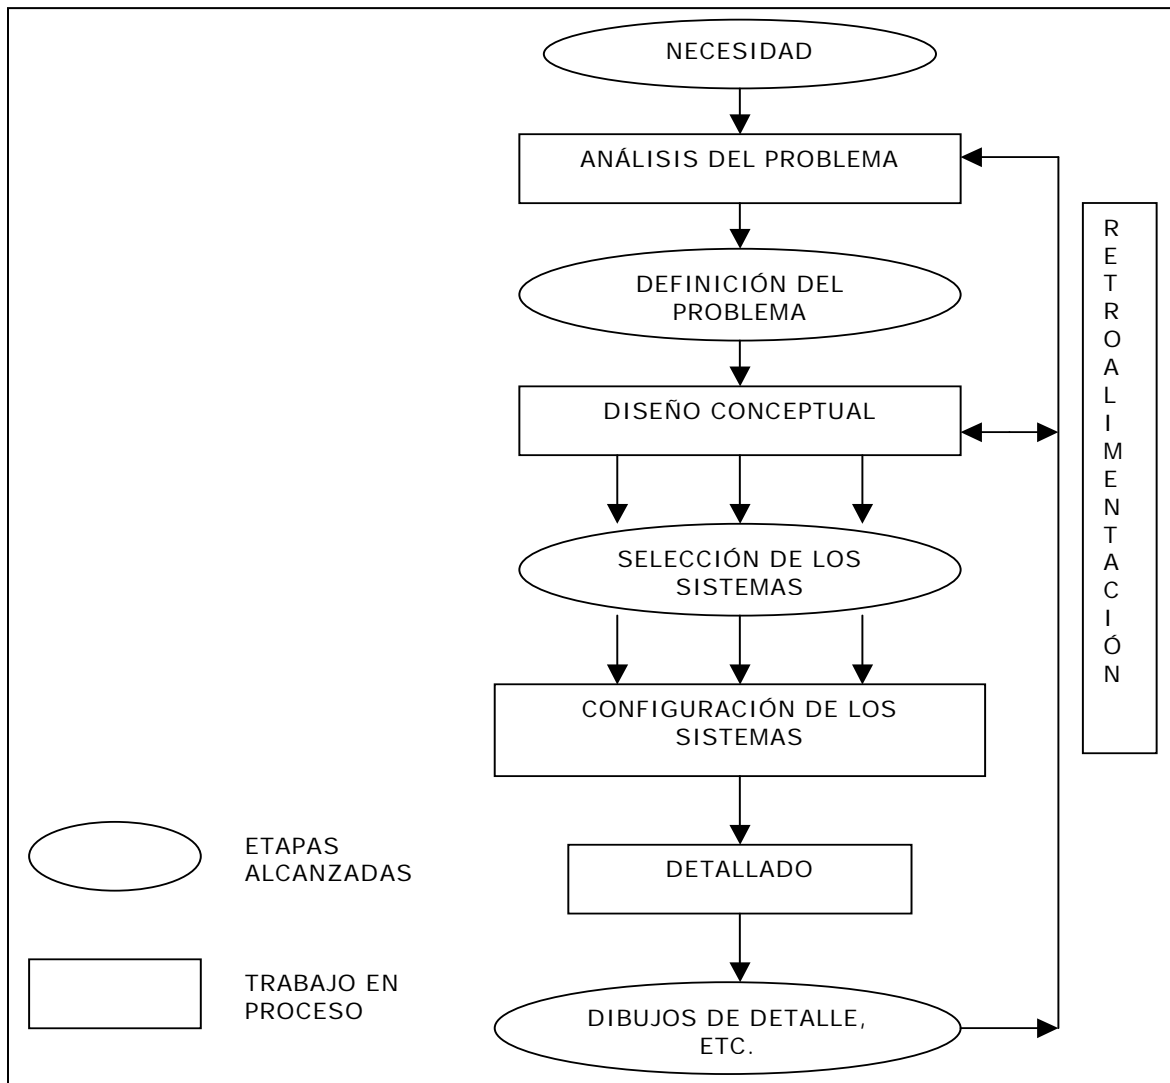 NECESIDAD
ANÁLISIS DEL PROBLEMA
DEFINICIÓN DEL
PROBLEMA
DISEÑO CONCEPTUAL
SELECCIÓN DE LOS
SISTEMAS
CONFIGURACIÓN DE LOS
SISTEMAS
DETALLADO
DIBUJOS DE DETALLE,
ETC.
RETROALIMENTACIÓN
ETAPAS
ALCANZADAS
TRABAJO EN
PROCESO